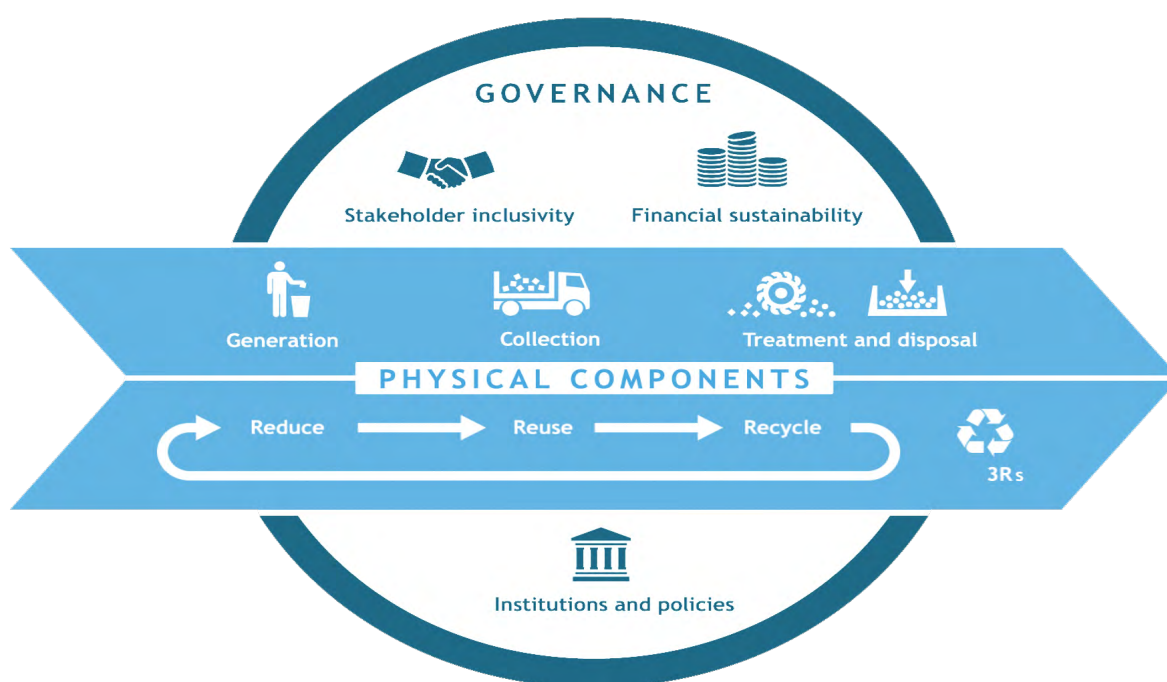 GOVERNANCE
Stakeholder inclusivity
Financial sustainability
Generation
Collection
Treatment and disposal
PHYSICAL COMPONENTS
Reduce
Reuse
Recycle
3Rs
Institutions and policies